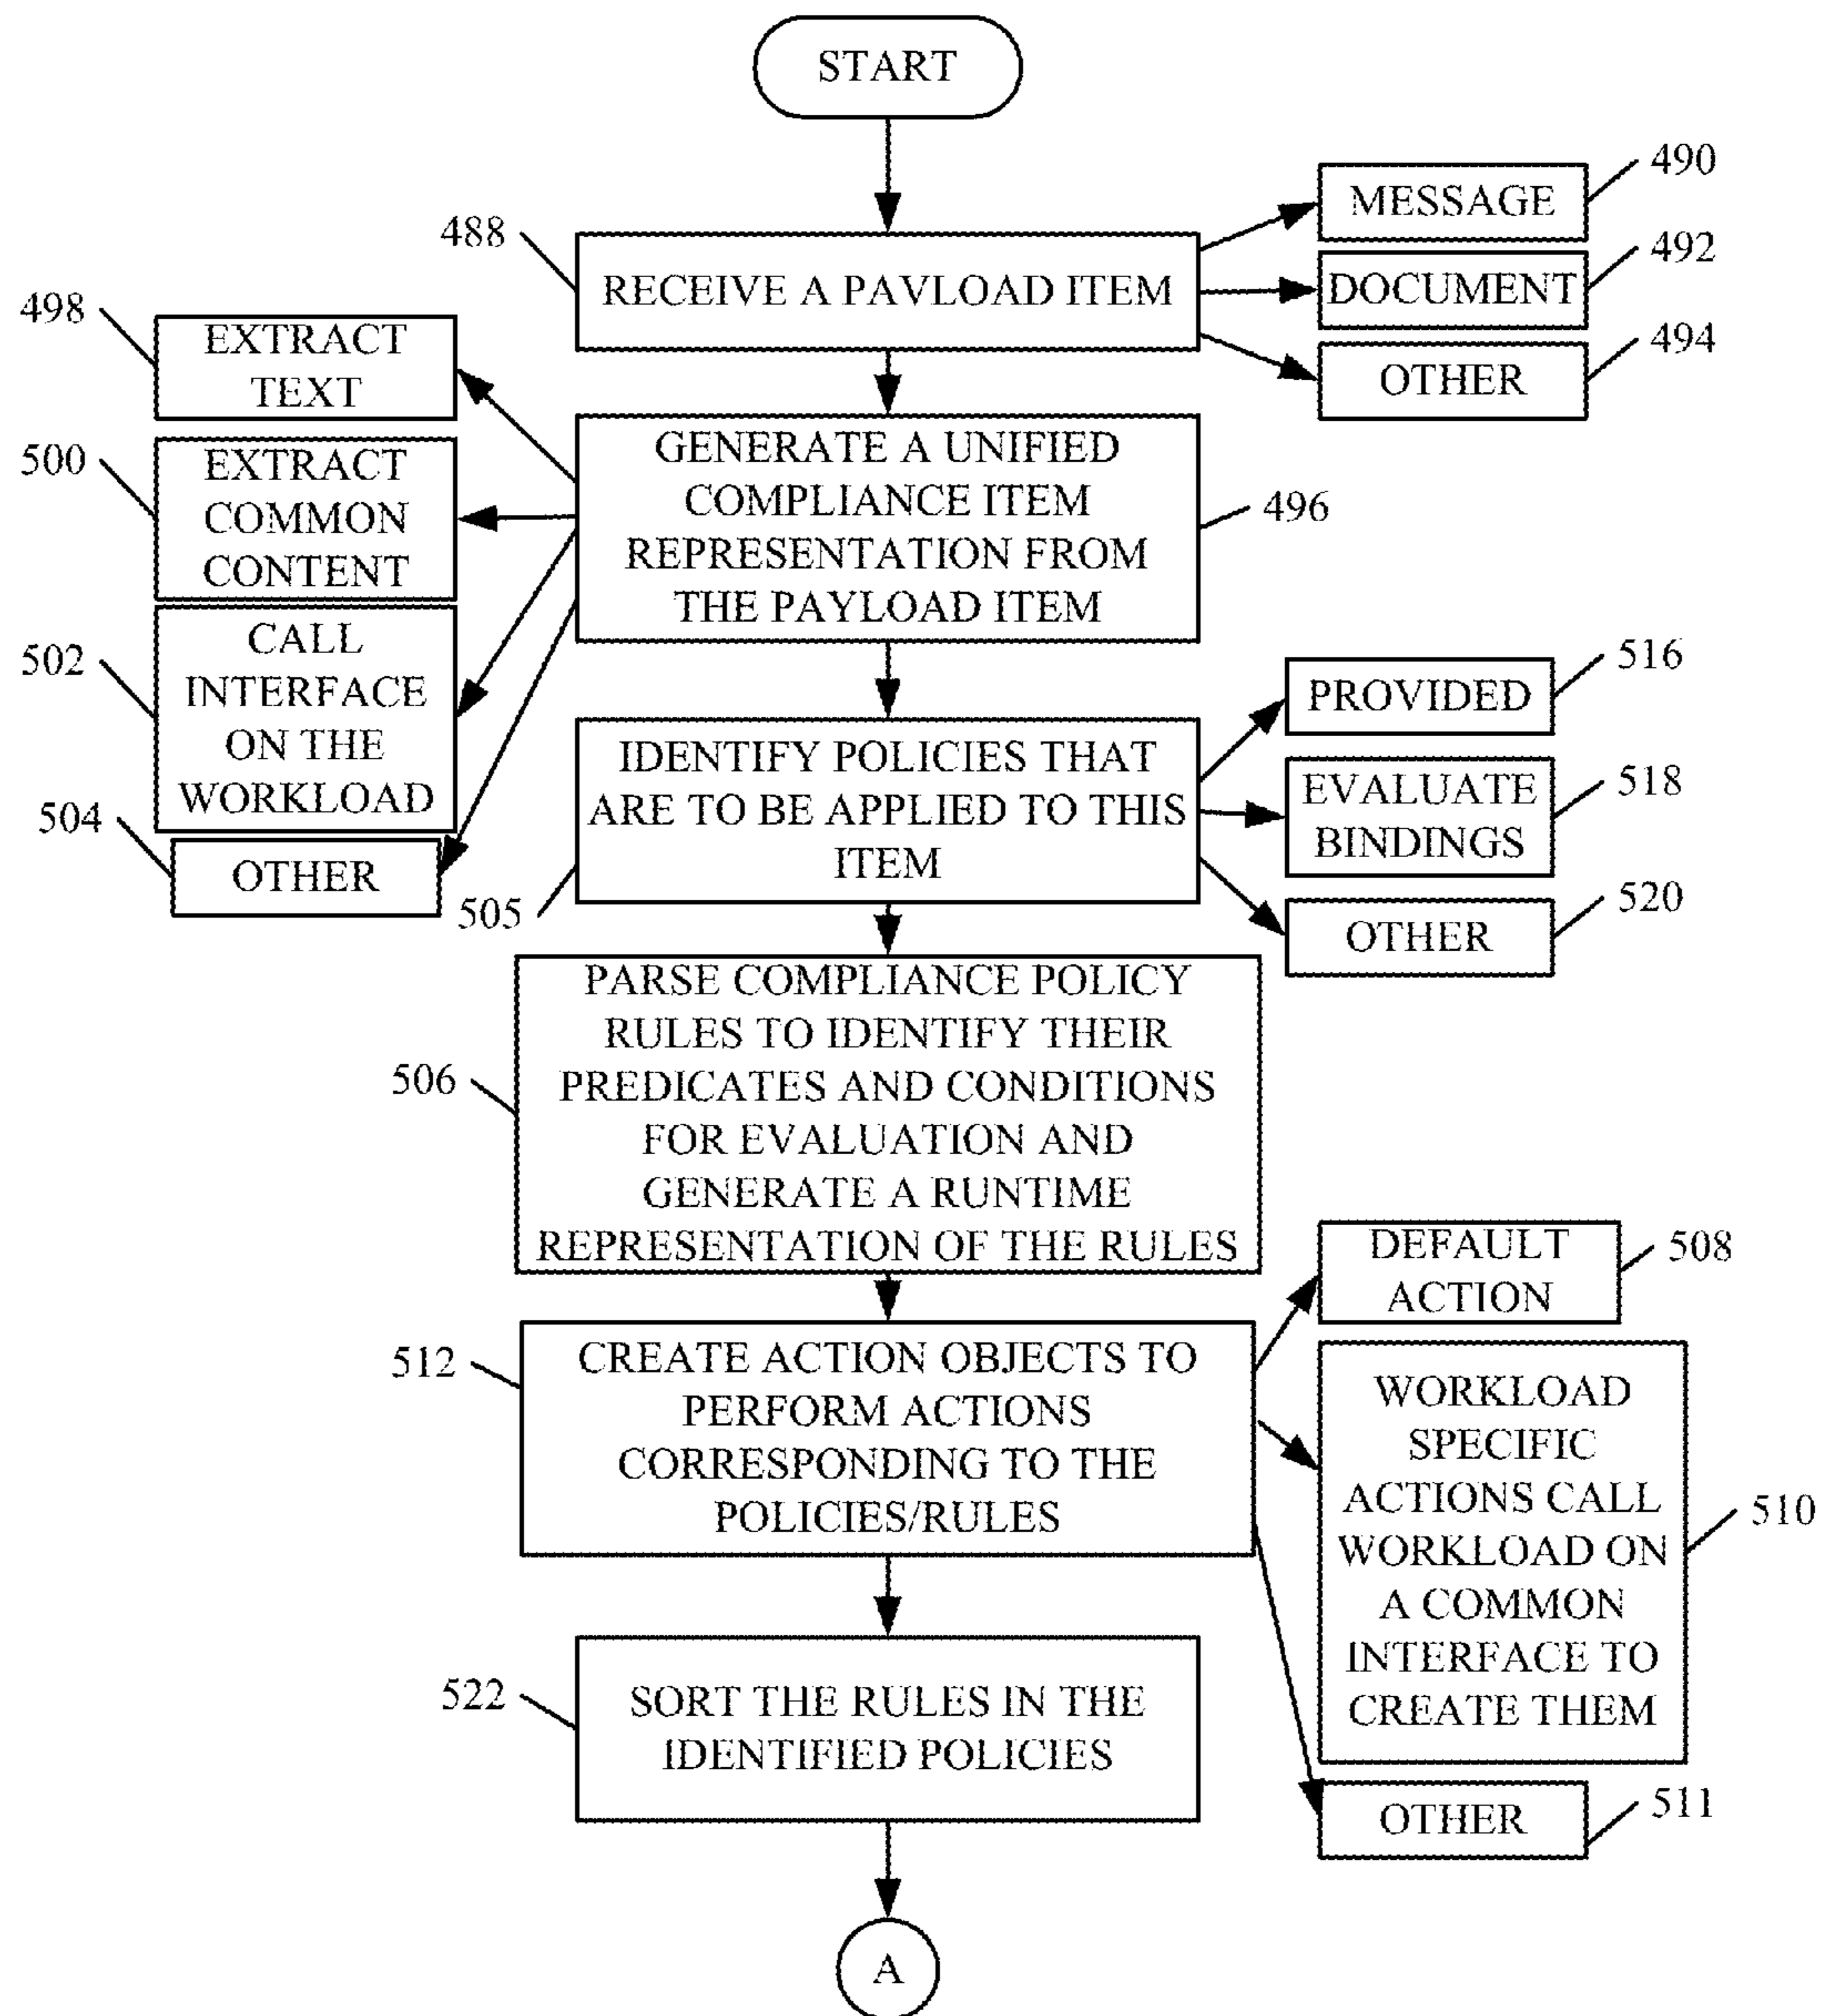 START
490
MESSAGE
488
492
RECEIVE A PAVLOAD ITEM
DOCUMENT
498
494
EXTRACT
TEXT
OTHER
500
EXTRACT
COMMON
CONTENT
GENERATE A UNIFIED
COMPLIANCE ITEM
REPRESENTATION FROM
THE PAYLOAD ITEM
496
502
CALL
INTERFACE
ON THE
WORKLOAD
516
PROVIDED
504
OTHER
IDENTIFY POLICIES THAT
ARE TO BE APPLIED TO THIS
ITEM
505
518
EVALUATE
BINDINGS
520
OTHER
506
PARSE COMPLIANCE POLICY
RULES TO IDENTIFY THEIR
PREDICATES AND CONDITIONS
FOR EVALUATION AND
GENERATE A RUNTIME
REPRESENTATION OF THE RULES
DEFAULT
ACTION
508
512
CREATE ACTION OBJECTS TO
PERFORM ACTIONS
CORRESPONDING TO THE
POLICIES/RULES
WORKLOAD
SPECIFIC
ACTIONS CALL
WORKLOAD ON
A COMMON
INTERFACE TO
CREATE THEM
510
522
SORT THE RULES IN THE
IDENTIFIED POLICIES
511
OTHER
A